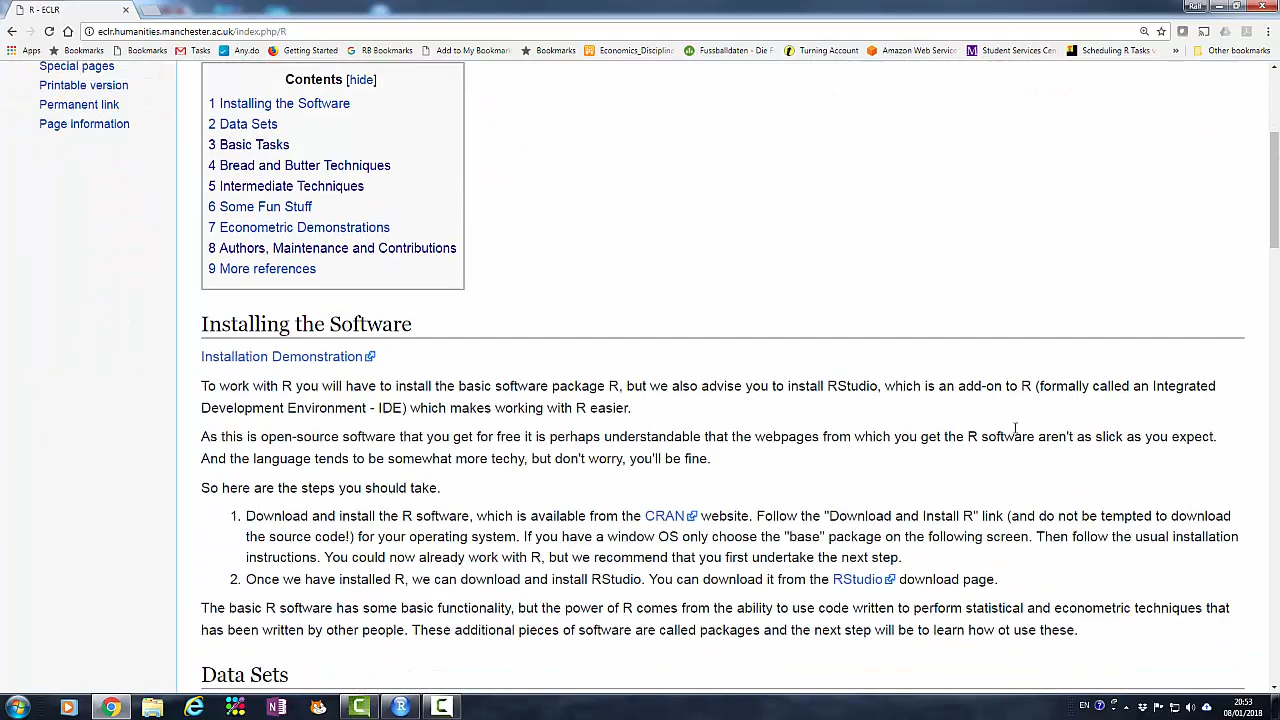 R - ECLR
Ralf
eclr.humanities.manchester.ac.uk/index.php/R
Apps
Bookmarks
Bookmarks
Tasks
Any.do
Getting Started
RB Bookmarks
Add to My Bookmark
Bookmarks
Economics_Disciplin
Fussballdaten - Die F
Turning Account
Amazon Web Service
Student Services Cen
Scheduling R Tasks v
»
Other bookmarks
Special pages
Printable version
Permanent link
Page information
Contents [hide]
1 Installing the Software
2 Data Sets
3 Basic Tasks
4 Bread and Butter Techniques
5 Intermediate Techniques
6 Some Fun Stuff
7 Econometric Demonstrations
8 Authors, Maintenance and Contributions
9 More references
Installing the Software
Installation Demonstration
To work with R you will have to install the basic software package R, but we also advise you to install RStudio, which is an add-on to R (formally called an Integrated
Development Environment - IDE) which makes working with R easier.
As this is open-source software that you get for free it is perhaps understandable that the webpages from which you get the R software aren't as slick as you expect.
And the language tends to be somewhat more techy, but don't worry, you'll be fine.
So here are the steps you should take.
1. Download and install the R software, which is available from the CRAN website. Follow the "Download and Install R" link (and do not be tempted to download
the source code!) for your operating system. If you have a window OS only choose the "base" package on the following screen. Then follow the usual installation
instructions. You could now already work with R, but we recommend that you first undertake the next step.
2. Once we have installed R, we can download and install RStudio. You can download it from the RStudio download page.
The basic R software has some basic functionality, but the power of R comes from the ability to use code written to perform statistical and econometric techniques that
has been written by other people. These additional pieces of software are called packages and the next step will be to learn how ot use these.
Data Sets
EN
20:53
08/01/2018